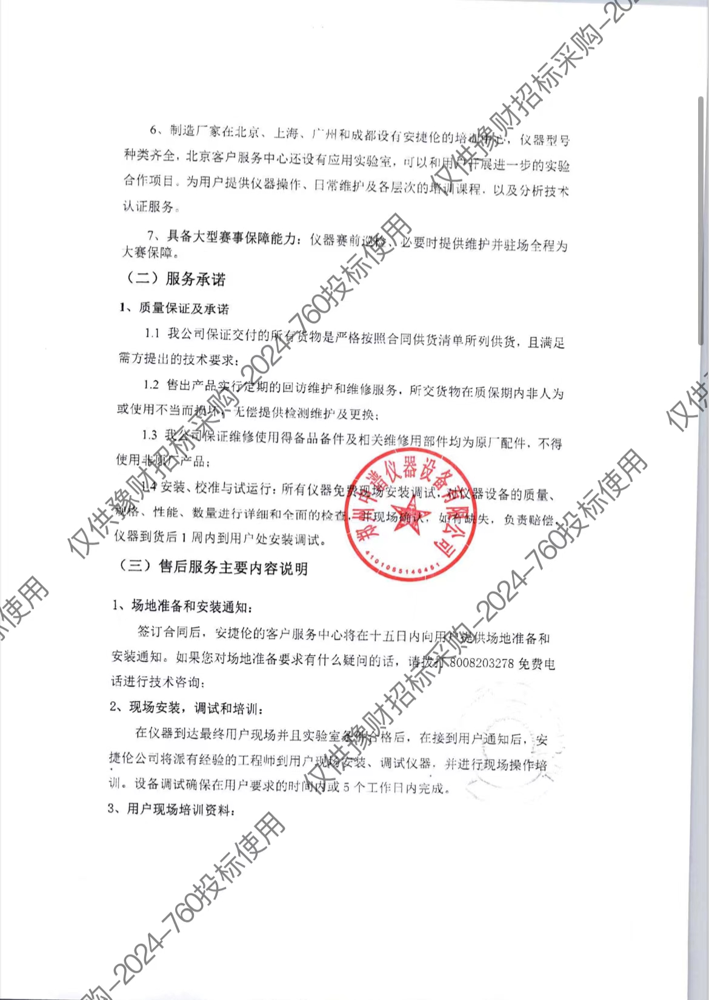 6、制造厂家在北京、上海、广州和成都设有安捷伦的培训中心，仪器型号
种类齐全，北京客户服务中心还设有应用实验室，可以和用户开展进一步的实验
合作项目。为用户提供仪器操作、日常维护及各层次的培训课程，以及分析技术
认证服务。
7、具备大型赛事保障能力：仪器赛前巡检、必要时提供维护并驻场全程为
大赛保障。
（二）服务承诺
1、质量保证及承诺
1.1 我公司保证交付的所有货物是严格按照合同供货清单所列供货，且满足
需方提出的技术要求；
1.2 售出产品实行定期的回访维护和维修服务，所交货物在质保期内非人为
或使用不当而损坏，无偿提供检测维护及更换；
1.3 我公司保证维修使用得备品备件及相关维修用部件均为原厂配件，不得
使用非原厂产品；
1.4 安装、校准与试运行：所有仪器免费现场安装调试，对仪器设备的质量、
规格、性能、数量进行详细和全面的检查，并现场确认，如有缺失，负责赔偿，
仪器到货后 1 周内到用户处安装调试。
郑州中谱仪器设备有限公司
4101055146451
（三）售后服务主要内容说明
1、场地准备和安装通知：
签订合同后，安捷伦的客户服务中心将在十五日内向用户提供场地准备和
安装通知。如果您对场地准备要求有什么疑问的话，请拨打 8008203278 免费电
话进行技术咨询；
2、现场安装，调试和培训：
在仪器到达最终用户现场并且实验室条件合格后，在接到用户通知后，安
捷伦公司将派有经验的工程师到用户现场安装、调试仪器，并进行现场操作培
训。设备调试确保在用户要求的时间内或 5 个工作日内完成。
3、用户现场培训资料：
仅供豫财招标采购-2024-760投标使用
仅供豫财招标采购-2024-760投标使用
仅供豫财招标采购-202
仅供
标使用
购-2024-760投标使用